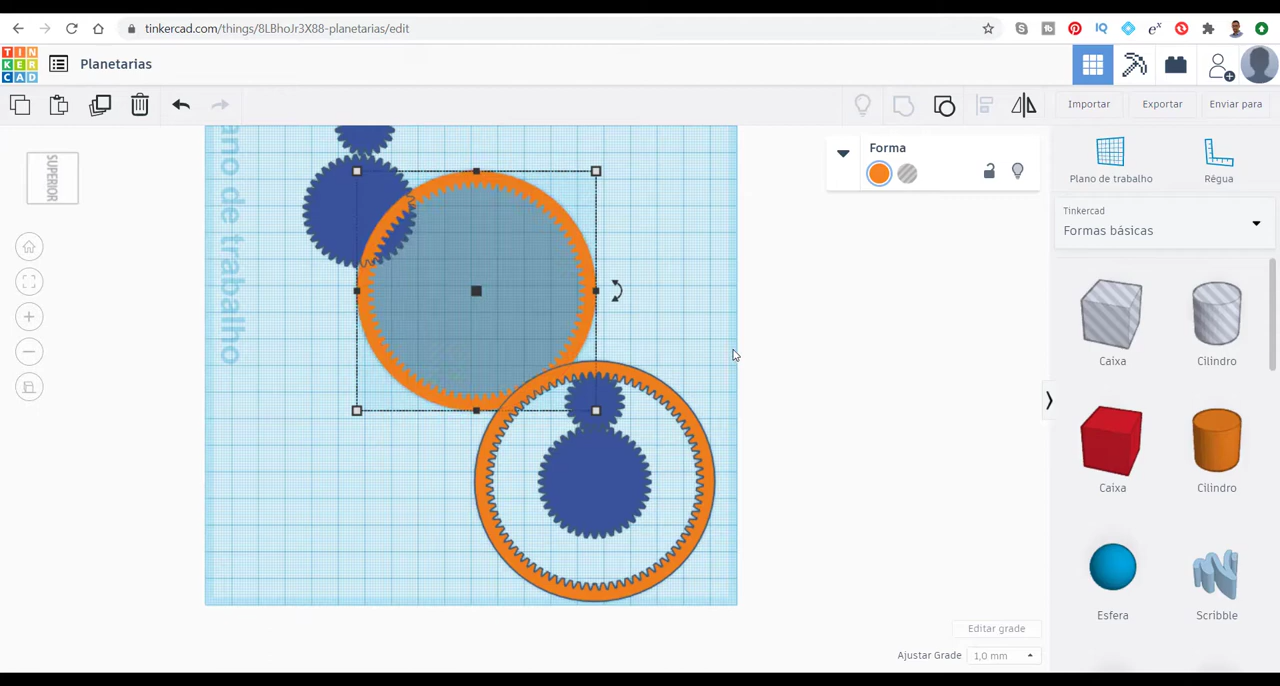 tinkercad.com/things/8LBhoJr3X88-planetarias/edit
TIN
KER
CAD
Planetarias
Importar
Exportar
Enviar para
SUPERIOR
ano de trabalho
Forma
Plano de trabalho
Régua
Tinkercad
Formas básicas
Caixa
Cilindro
Caixa
Cilindro
Esfera
Scribble
Editar grade
Ajustar Grade
1,0 mm